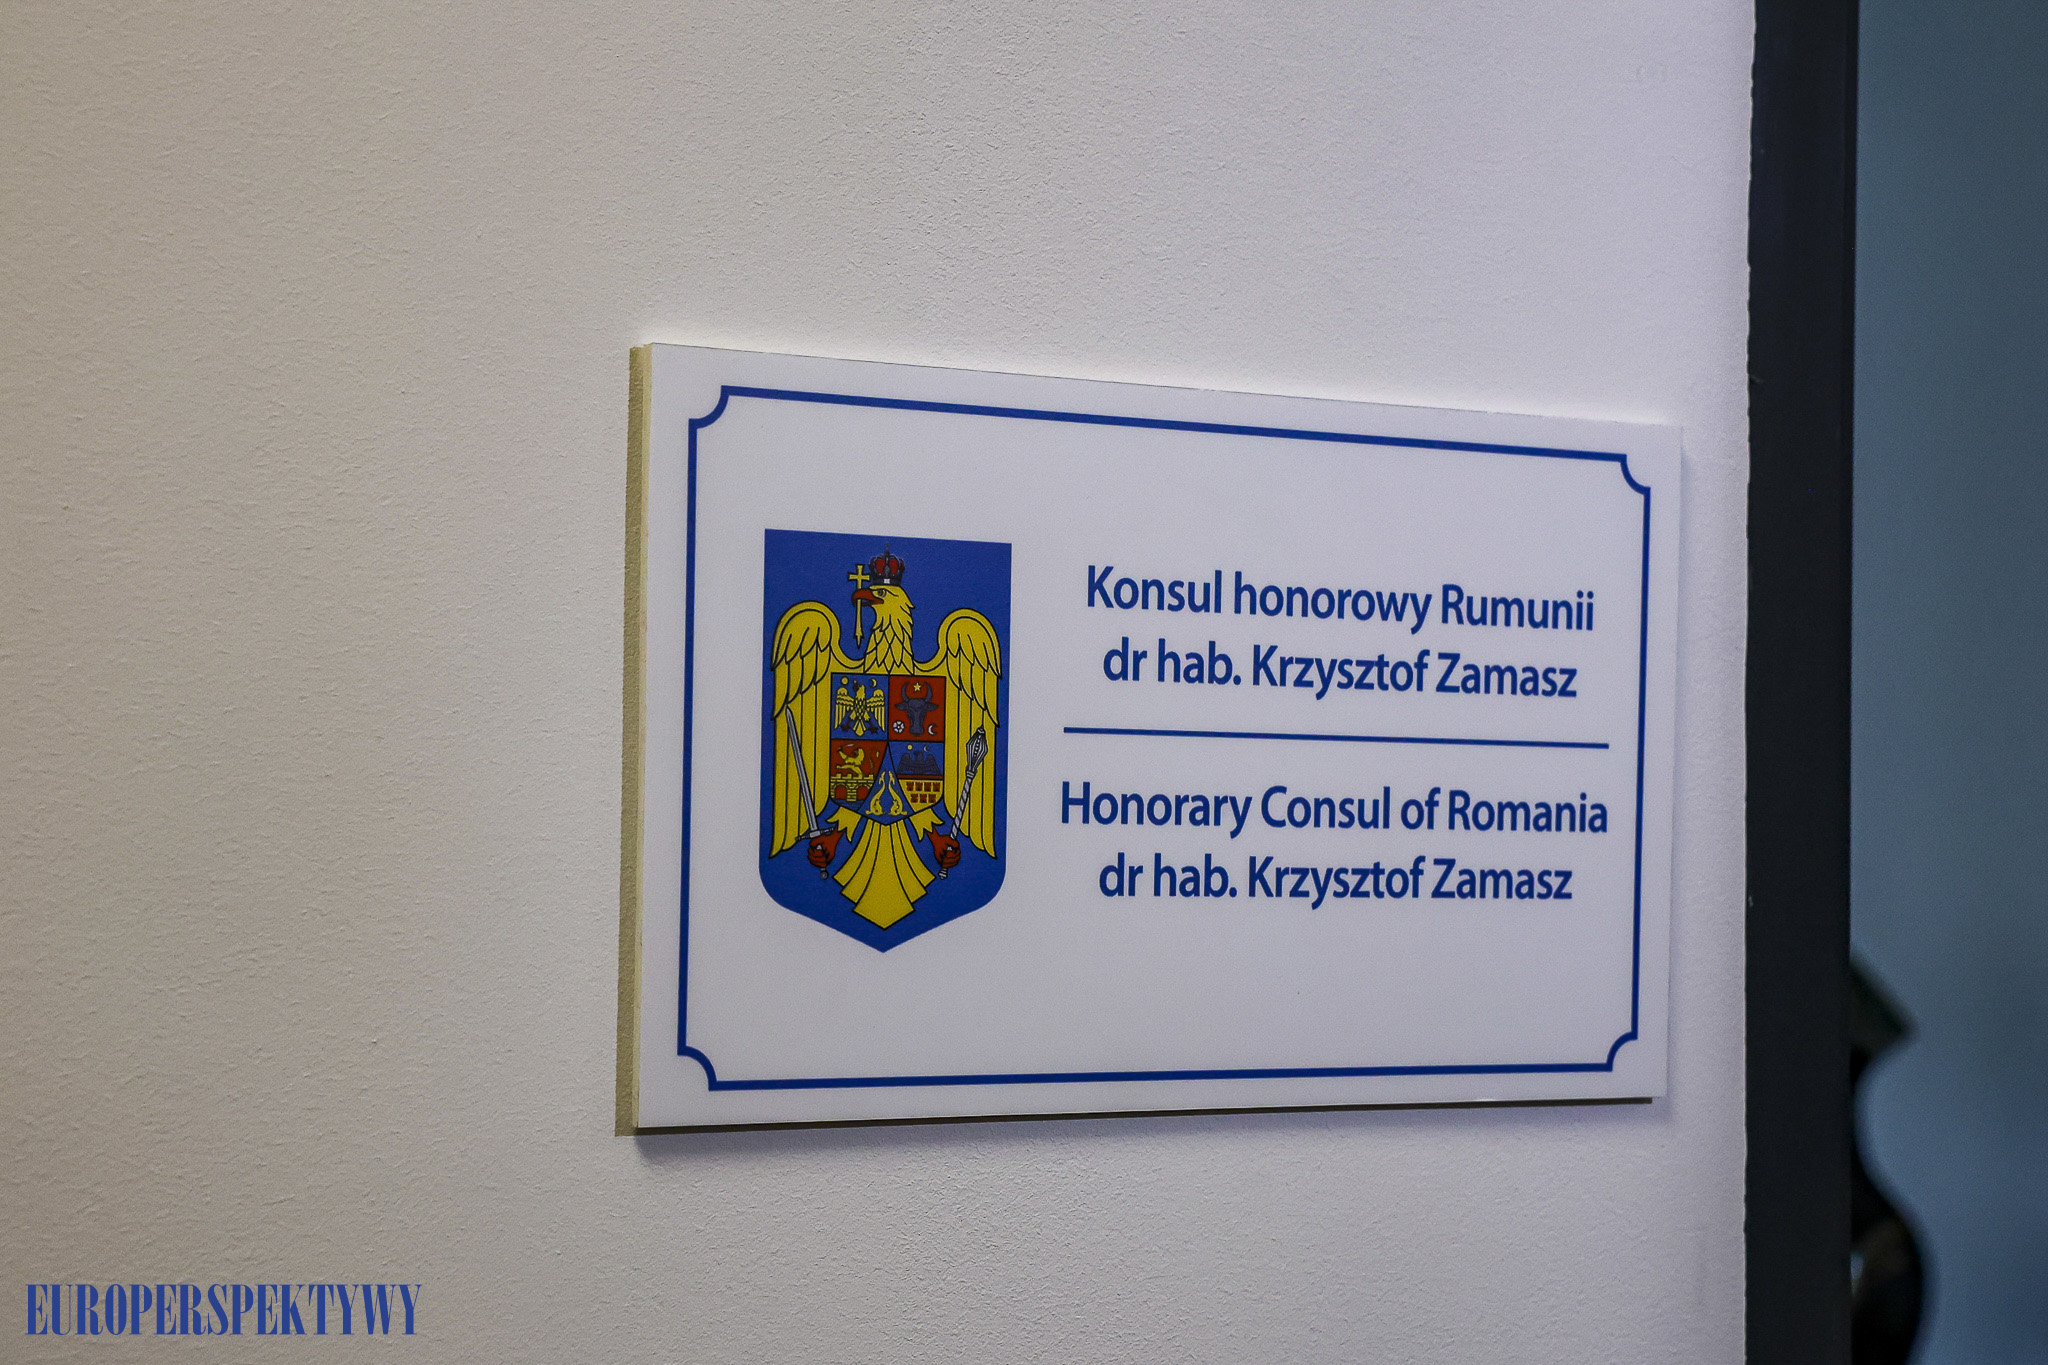 Konsul honorowy Rumunii
dr hab. Krzysztof Zamasz
Honorary Consul of Romania
dr hab. Krzysztof Zamasz
EUROPERSPEKTYWY